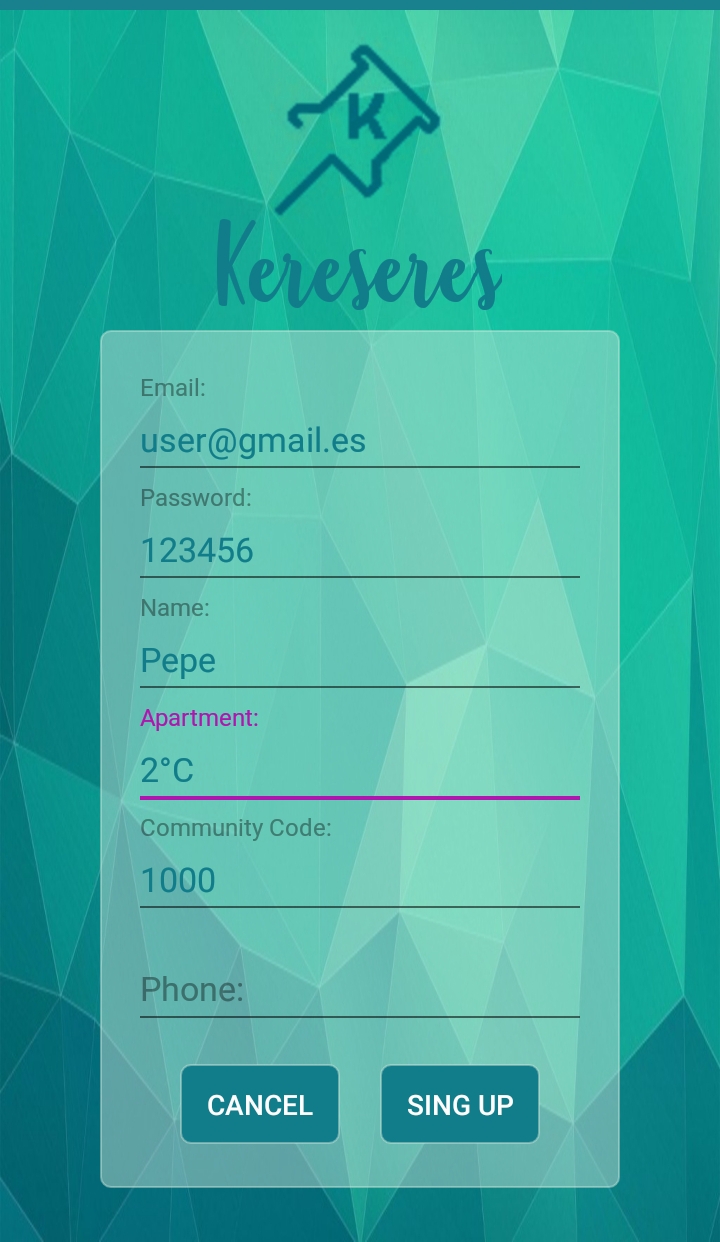 K
Kereseres
Email:
user@gmail.es
Password:
123456
Name:
Pepe
Apartment:
2°C
Community Code:
1000
Phone:
CANCEL SING UP